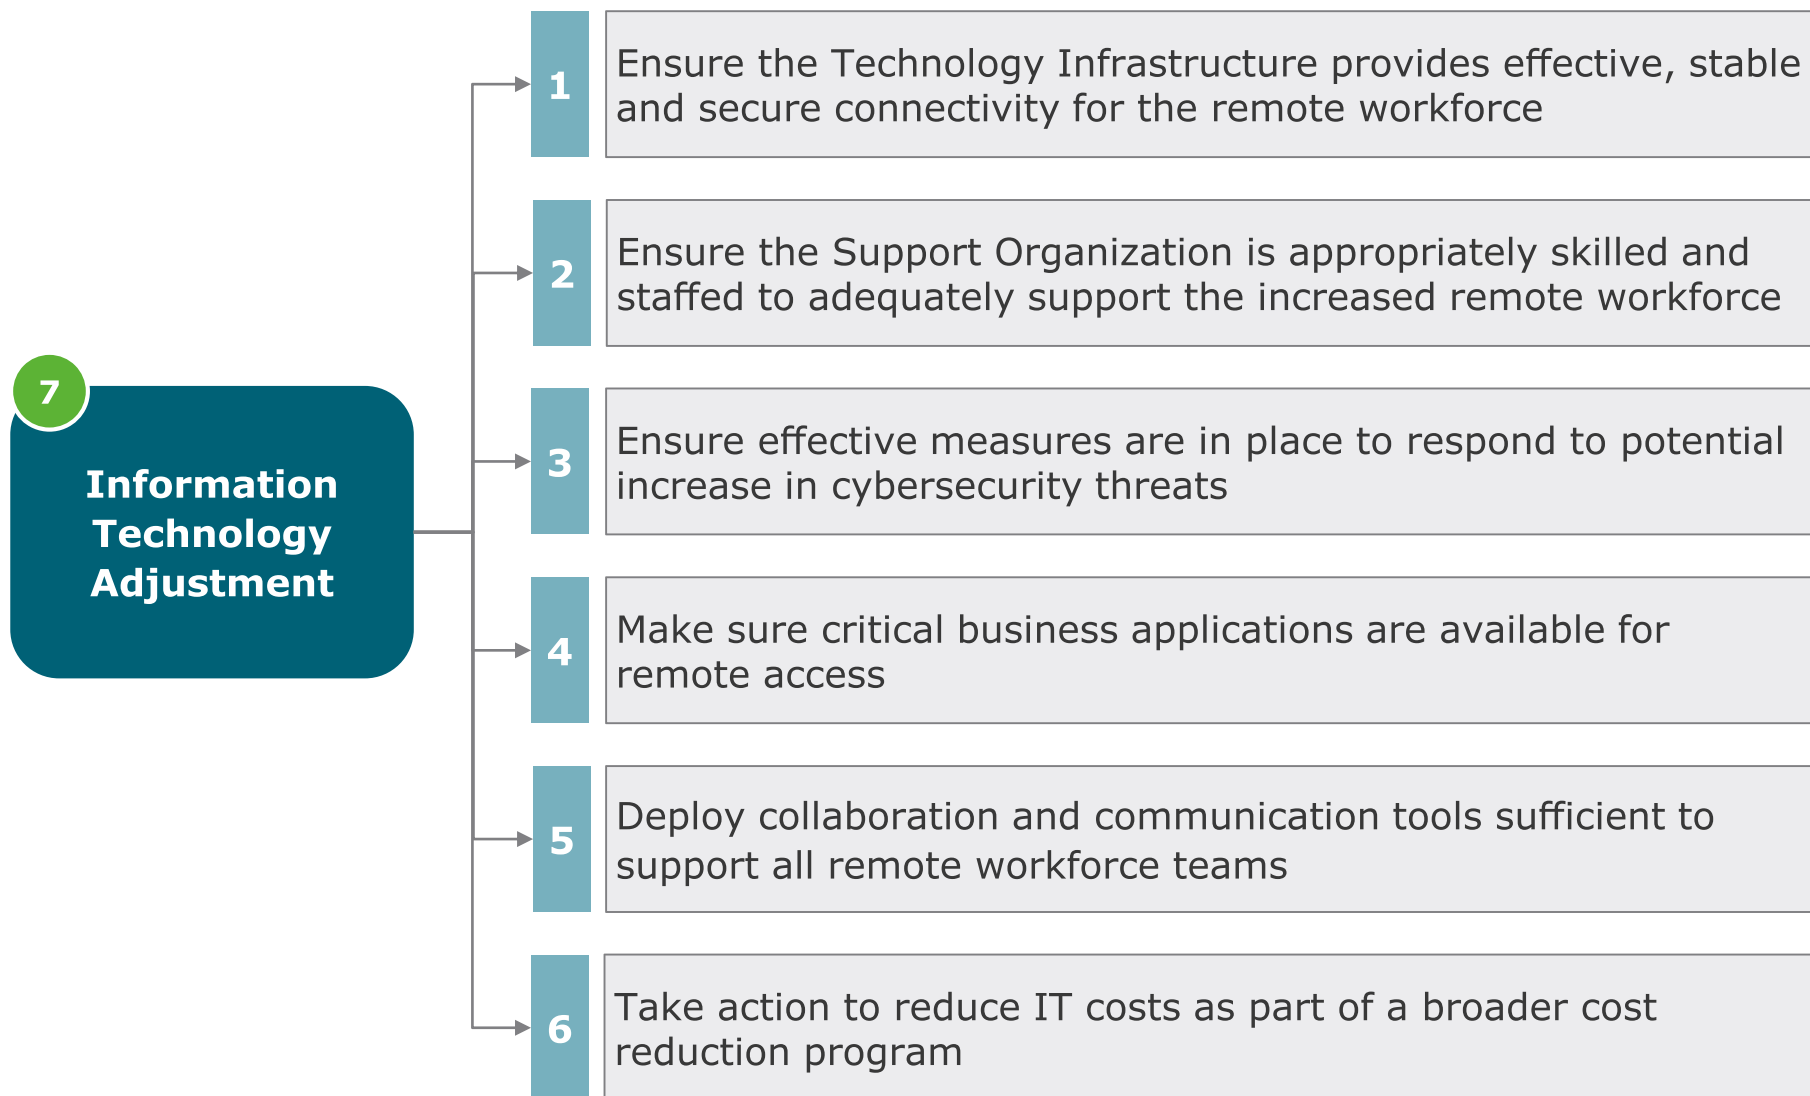 7
Information
Technology
Adjustment
1
Ensure the Technology Infrastructure provides effective, stable
and secure connectivity for the remote workforce
2
Ensure the Support Organization is appropriately skilled and
staffed to adequately support the increased remote workforce
3
Ensure effective measures are in place to respond to potential
increase in cybersecurity threats
4
Make sure critical business applications are available for
remote access
5
Deploy collaboration and communication tools sufficient to
support all remote workforce teams
6
Take action to reduce IT costs as part of a broader cost
reduction program